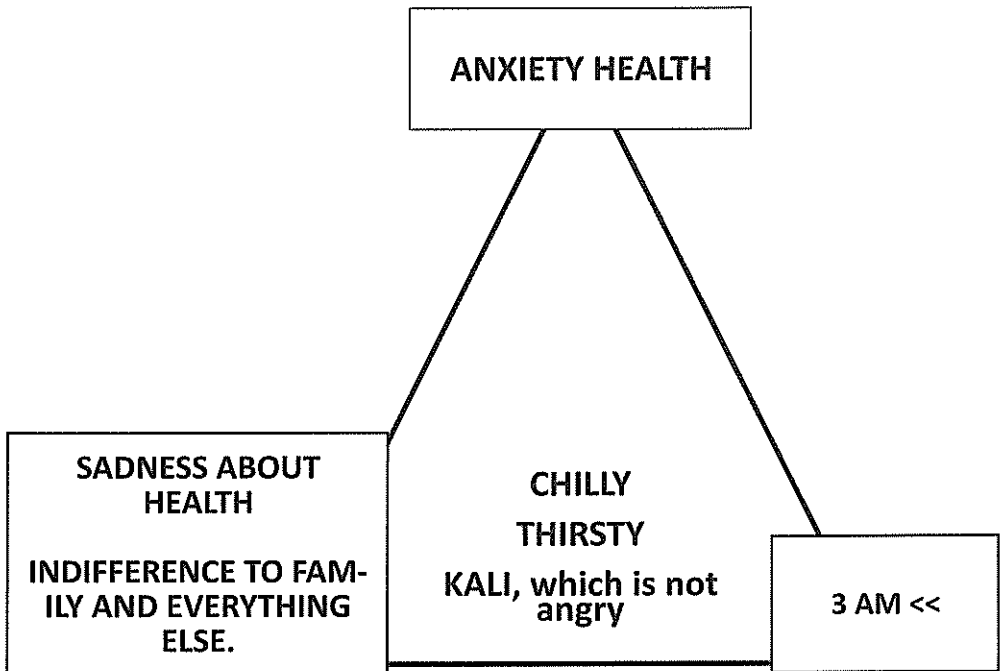 ANXIETY HEALTH
SADNESS ABOUT
HEALTH
INDIFFERENCE TO FAM-
ILY AND EVERYTHING
ELSE.
CHILLY
THIRSTY
KALI, which is not
angry
3 AM <<